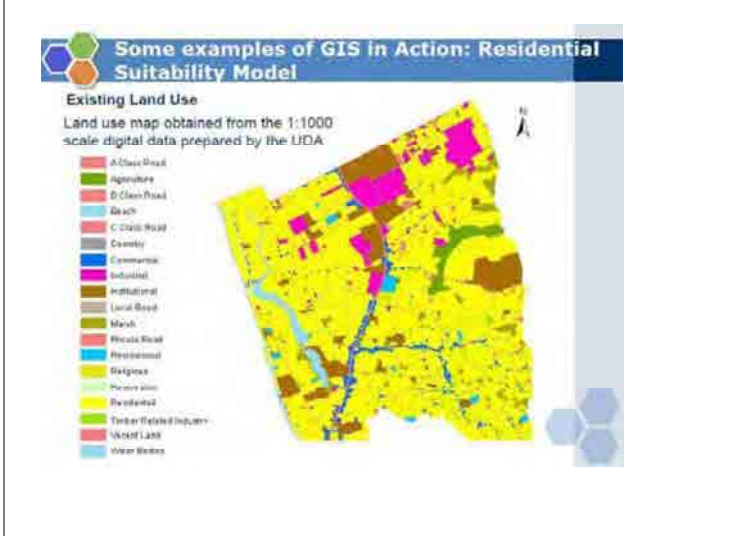 Some examples of GIS in Action: Residential
Suitability Model
Existing Land Use
Land use map obtained from the 1:1000
scale digital data prepared by the UDA
N
A Class Road
Agriculture
B Class Road
Beach
C Class Road
Commercial
Industrial
Institutional
Local Road
Marsh
Private Road
Religious
Residential
Timber Related Industry
Vacant Land
Water Bodies